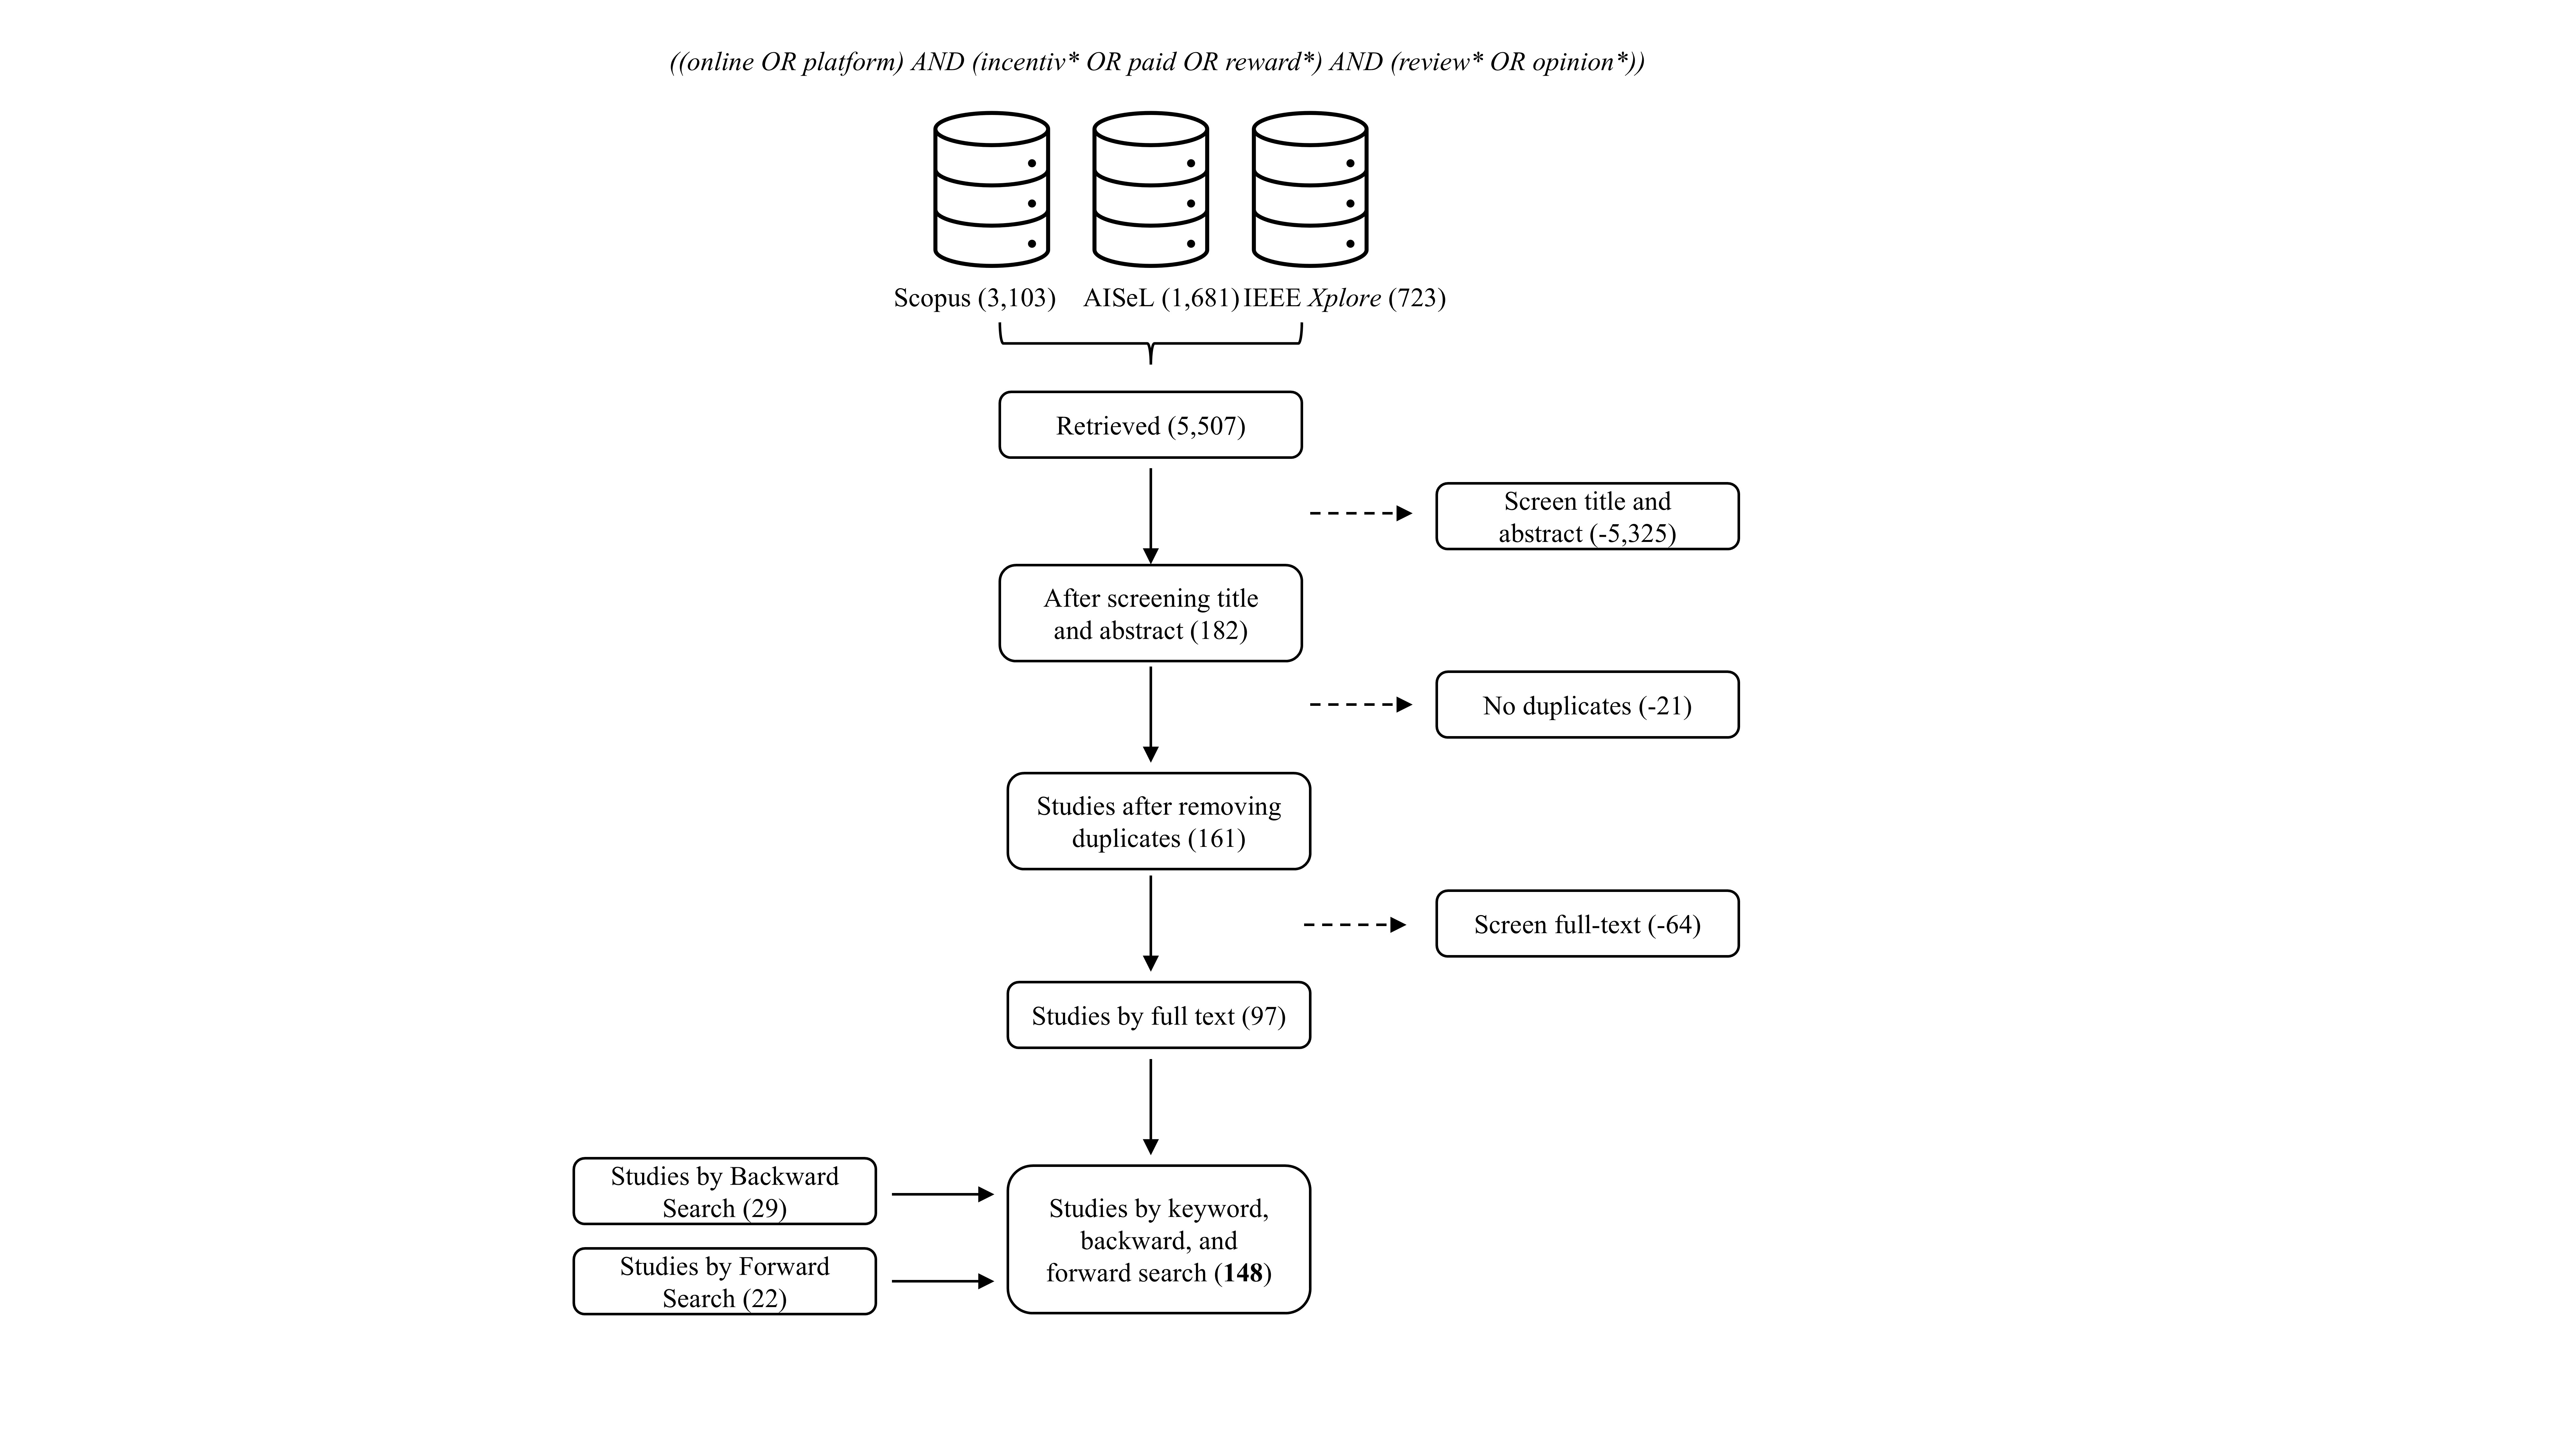 ((online OR platform) AND (incentiv* OR paid OR reward*) AND (review* OR opinion*))
Scopus (3,103) AISeL (1,681) IEEE Xplore (723)
Retrieved (5,507)
Screen title and
abstract (-5,325)
After screening title
and abstract (182)
No duplicates (-21)
Studies after removing
duplicates (161)
Screen full-text (-64)
Studies by full text (97)
Studies by Backward
Search (29)
Studies by Forward
Search (22)
Studies by keyword,
backward, and
forward search (148)